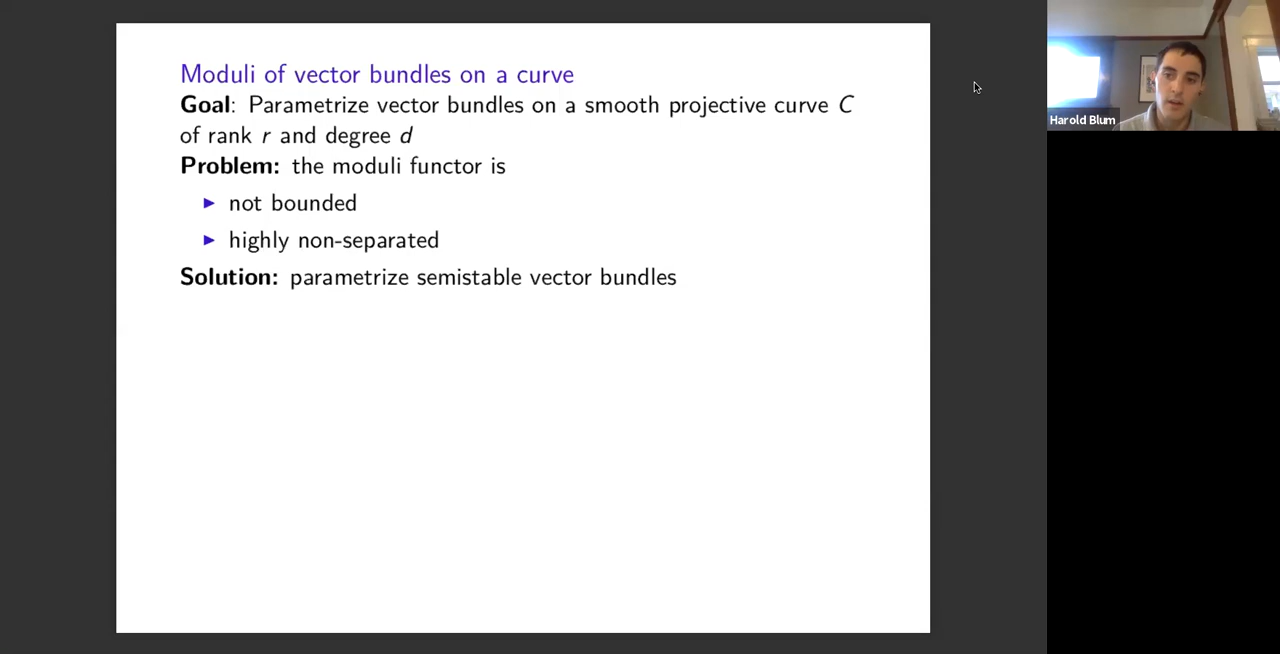 Moduli of vector bundles on a curve
Goal: Parametrize vector bundles on a smooth projective curve C
of rank r and degree d
Problem: the moduli functor is
▶ not bounded
▶ highly non-separated
Solution: parametrize semistable vector bundles
Harold Blum